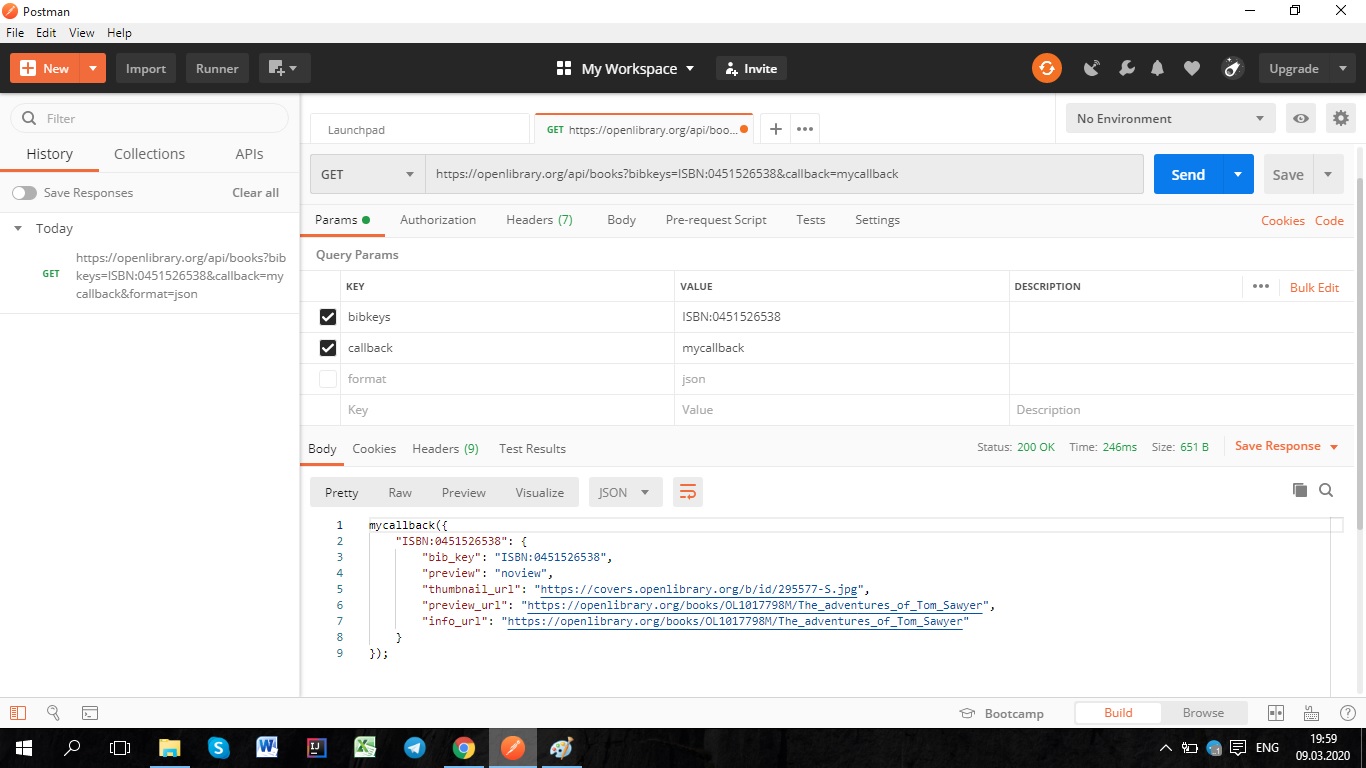 Postman
File Edit View Help
New Import Runner My Workspace Invite Upgrade
Filter
History Collections APIs
Save Responses Clear all
Today
GET https://openlibrary.org/api/books?bib
keys=ISBN:0451526538&callback=my
callback&format=json
Launchpad GET https://openlibrary.org/api/boo... No Environment
GET https://openlibrary.org/api/books?bibkeys=ISBN:0451526538&callback=mycallback Send Save
Params Authorization Headers (7) Body Pre-request Script Tests Settings Cookies Code
Query Params
KEY VALUE DESCRIPTION Bulk Edit
bibkeys ISBN:0451526538
callback mycallback
format json
Key Value Description
Body Cookies Headers (9) Test Results Status: 200 OK Time: 246ms Size: 651 B Save Response
Pretty Raw Preview Visualize JSON
1 mycallback({
2 "ISBN:0451526538": {
3 "bib_key": "ISBN:0451526538",
4 "preview": "noview",
5 "thumbnail_url": "https://covers.openlibrary.org/b/id/295577-S.jpg",
6 "preview_url": "https://openlibrary.org/books/OL1017798M/The_adventures_of_Tom_Sawyer",
7 "info_url": "https://openlibrary.org/books/OL1017798M/The_adventures_of_Tom_Sawyer"
8 }
9 });
Bootcamp Build Browse
ENG 19:59
09.03.2020